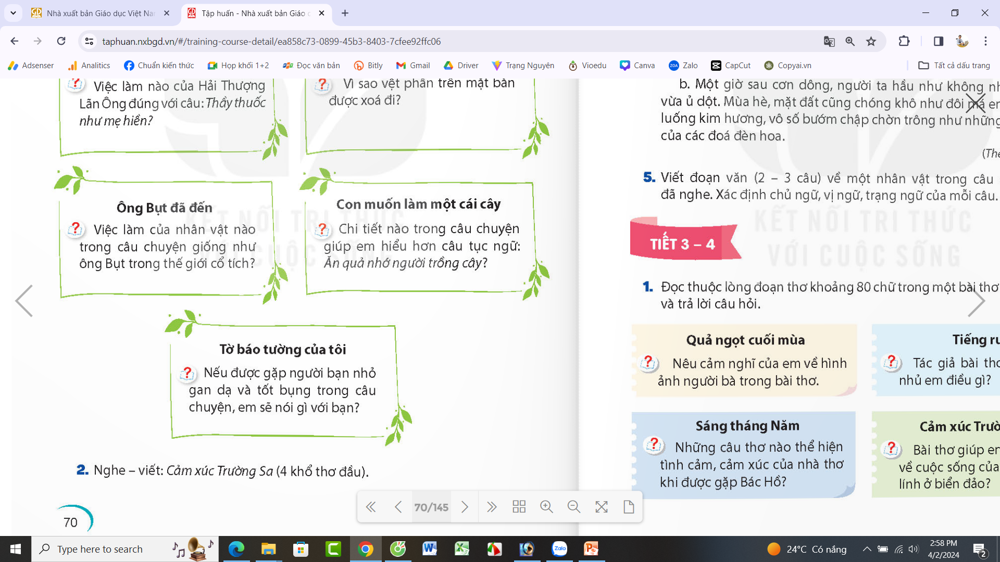 Nhà xuất bản Giáo dục Việt Nar
Tập huấn - Nhà xuất bản Giáo c
taphuan.nxbgd.vn/#/training-course-detail/ea858c73-0899-45b3-8403-7cfee92ffc06
Adsenser Analitics Chuẩn kiến thức Họp khối 1+2 Đọc văn bản Bitly Gmail Driver Trạng Nguyên Vioedu Canva Zalo CapCut Copyai.vn Tất cả dấu trang
Việc làm nào của Hải Thượng
Lãn Ông đúng với câu: Thầy thuốc
như mẹ hiền?
Vì sao vệt phấn trên mặt bàn
được xoá đi?
Ông Bụt đã đến
Việc làm của nhân vật nào
trong câu chuyện giống như
ông Bụt trong thế giới cổ tích?
Con muốn làm một cái cây
Chi tiết nào trong câu chuyện
giúp em hiểu hơn câu tục ngữ:
Ăn quả nhớ người trồng cây?
Tờ báo tường của tôi
Nếu được gặp người bạn nhỏ
gan dạ và tốt bụng trong câu
chuyện, em sẽ nói gì với bạn?
2. Nghe – viết: Cảm xúc Trường Sa (4 khổ thơ đầu).
70
KẾT NỐI TRI THỨC
VỚI CUỘC SỐNG
b. Một giờ sau cơn dông, người ta hầu như không nh
vừa ủ dột. Mùa hè, mặt đất cũng chóng khô như đôi má em
luống kim hương, vô số bướm chập chờn trông như những
của các đoá đèn hoa.
(The
5. Viết đoạn văn (2 – 3 câu) về một nhân vật trong câu
đã nghe. Xác định chủ ngữ, vị ngữ, trạng ngữ của mỗi câu.
KẾT NỐI TRI THỨC
VỚI CUỘC SỐNG
TIẾT 3 – 4
1. Đọc thuộc lòng đoạn thơ khoảng 80 chữ trong một bài thơ
và trả lời câu hỏi.
Quả ngọt cuối mùa
Nêu cảm nghĩ của em về hình
ảnh người bà trong bài thơ.
Tiếng ru
Tác giả bài thơ
nhủ em điều gì?
Sáng tháng Năm
Những câu thơ nào thể hiện
tình cảm, cảm xúc của nhà thơ
khi được gặp Bác Hồ?
Cảm xúc Trườ
Bài thơ giúp em
về cuộc sống của
lính ở biển đảo?
70/145
Type here to search
Zalo
24°C Có nắng
2:58 PM
4/2/2024
2